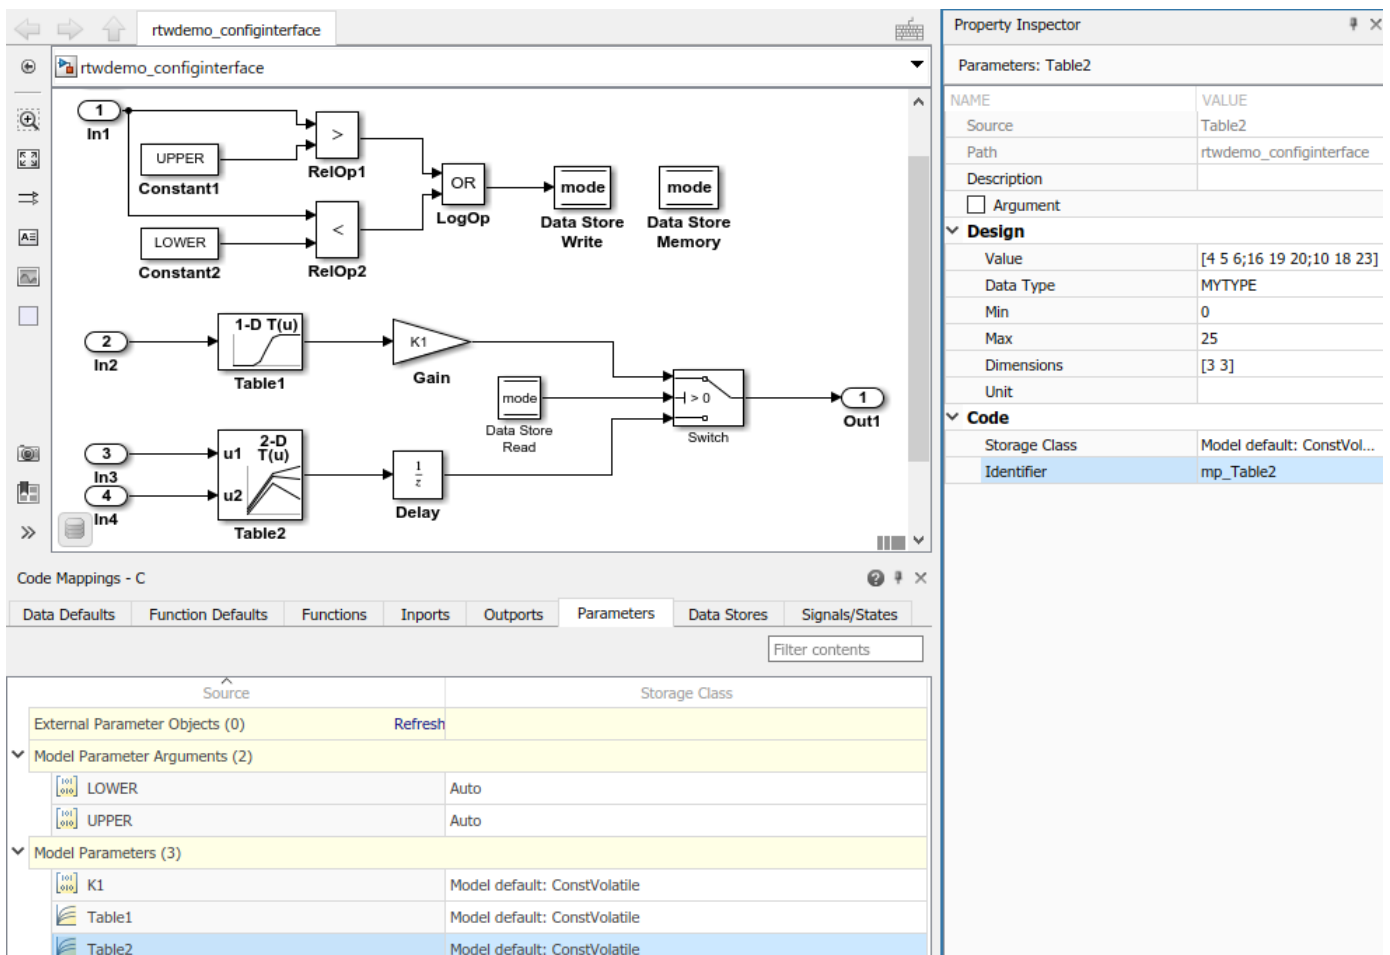 rtwdemo_configinterface
rtwdemo_configinterface
1
In1
UPPER
Constant1
>
RelOp1
LOWER
Constant2
<
RelOp2
OR
LogOp
mode
Data Store
Write
mode
Data Store
Memory
2
In2
1-D T(u)
Table1
K1
Gain
mode
Data Store
Read
> 0
Switch
1
Out1
3
In3
4
In4
2-D
T(u)
u1
u2
Table2
1
z
Delay
Code Mappings - C
Data Defaults Function Defaults Functions Inports Outports Parameters Data Stores Signals/States
Filter contents
Source Storage Class
External Parameter Objects (0) Refresh
Model Parameter Arguments (2)
LOWER Auto
UPPER Auto
Model Parameters (3)
K1 Model default: ConstVolatile
Table1 Model default: ConstVolatile
Table2 Model default: ConstVolatile
Property Inspector
Parameters: Table2
NAME VALUE
Source Table2
Path rtwdemo_configinterface
Description
Argument
Design
Value [4 5 6;16 19 20;10 18 23]
Data Type MYTYPE
Min 0
Max 25
Dimensions [3 3]
Unit
Code
Storage Class Model default: ConstVol...
Identifier mp_Table2